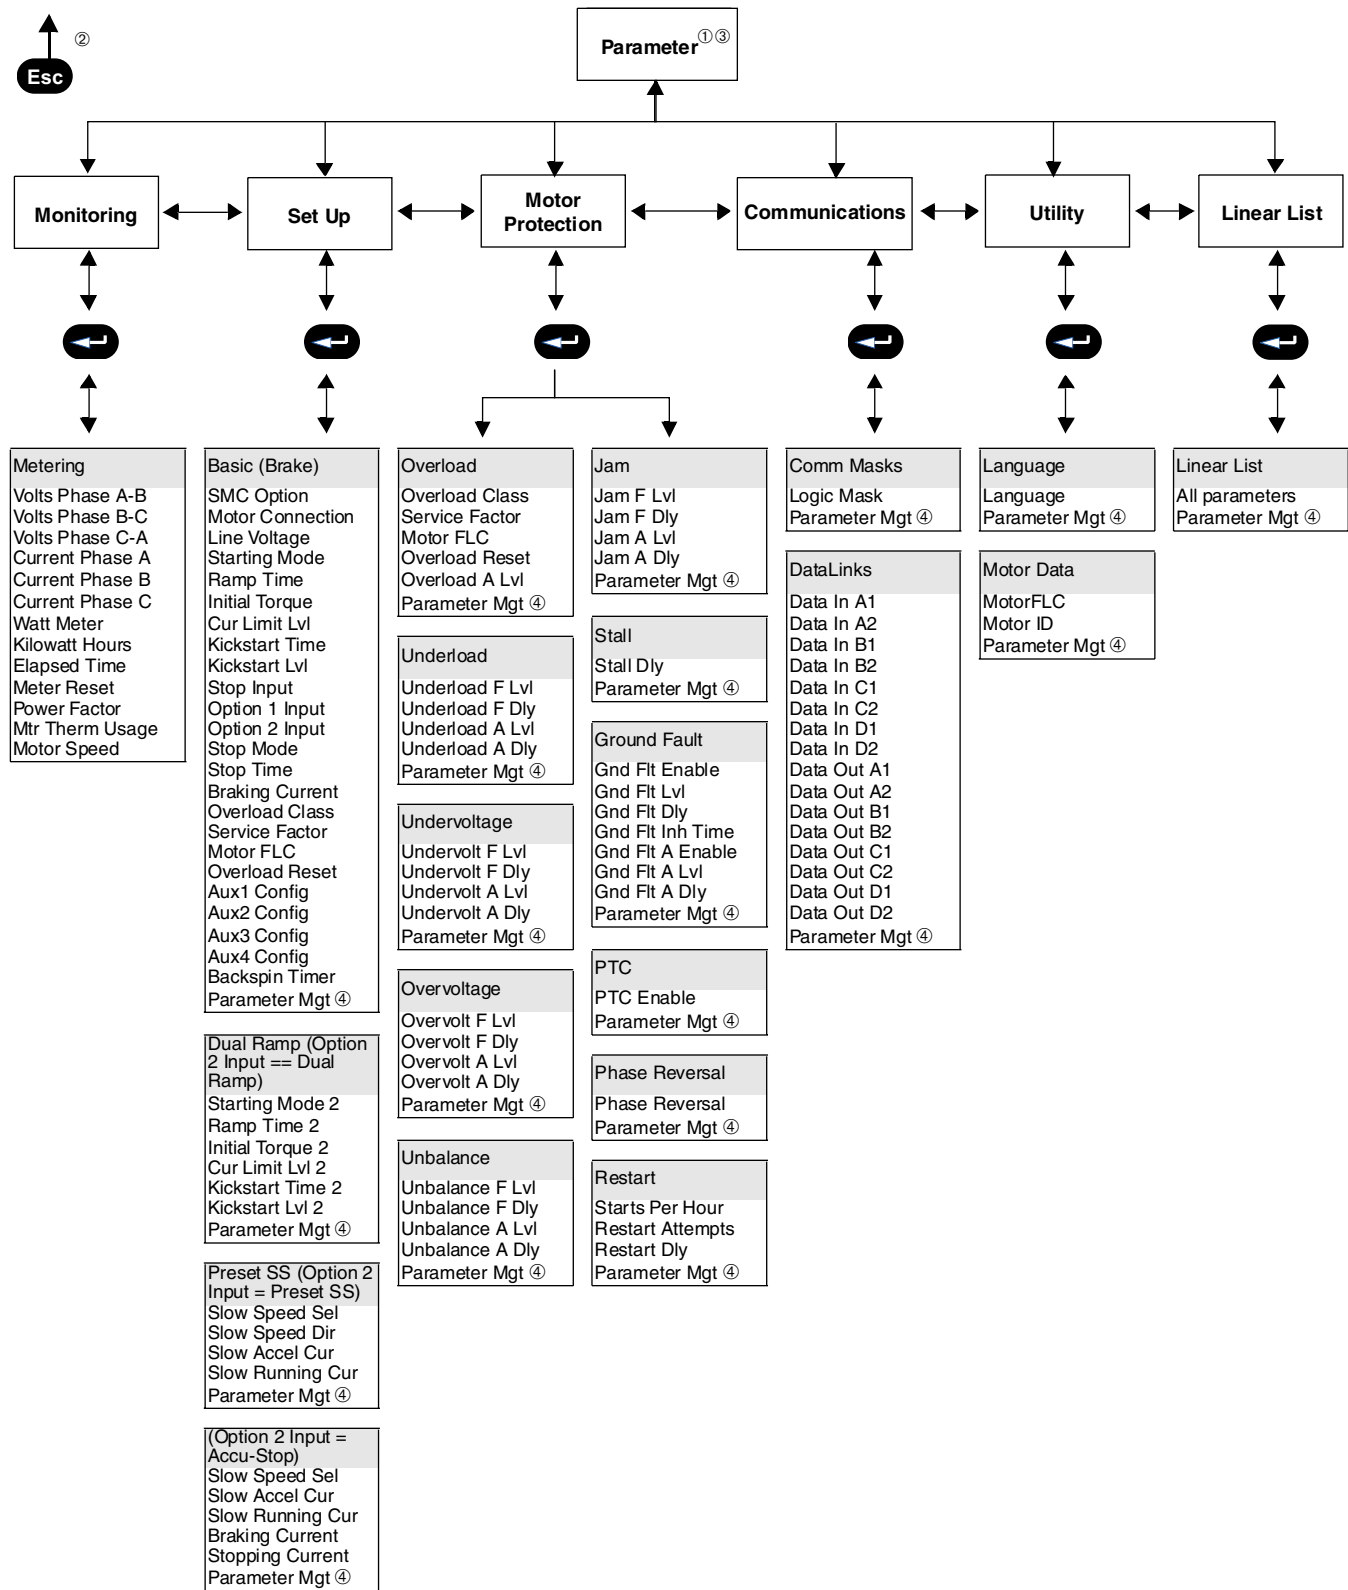 ②
Esc
Parameter①③
Monitoring
Set Up
Motor
Protection
Communications
Utility
Linear List
Metering
Volts Phase A-B
Volts Phase B-C
Volts Phase C-A
Current Phase A
Current Phase B
Current Phase C
Watt Meter
Kilowatt Hours
Elapsed Time
Meter Reset
Power Factor
Mtr Therm Usage
Motor Speed
Basic (Brake)
SMC Option
Motor Connection
Line Voltage
Starting Mode
Ramp Time
Initial Torque
Cur Limit Lvl
Kickstart Time
Kickstart Lvl
Stop Input
Option 1 Input
Option 2 Input
Stop Mode
Stop Time
Braking Current
Overload Class
Service Factor
Motor FLC
Overload Reset
Aux1 Config
Aux2 Config
Aux3 Config
Aux4 Config
Backspin Timer
Parameter Mgt ④
Dual Ramp (Option
2 Input == Dual
Ramp)
Starting Mode 2
Ramp Time 2
Initial Torque 2
Cur Limit Lvl 2
Kickstart Time 2
Kickstart Lvl 2
Parameter Mgt ④
Preset SS (Option 2
Input = Preset SS)
Slow Speed Sel
Slow Speed Dir
Slow Accel Cur
Slow Running Cur
Parameter Mgt ④
(Option 2 Input =
Accu-Stop)
Slow Speed Sel
Slow Accel Cur
Slow Running Cur
Braking Current
Stopping Current
Parameter Mgt ④
Overload
Overload Class
Service Factor
Motor FLC
Overload Reset
Overload A Lvl
Parameter Mgt ④
Underload
Underload F Lvl
Underload F Dly
Underload A Lvl
Underload A Dly
Parameter Mgt ④
Undervoltage
Undervolt F Lvl
Undervolt F Dly
Undervolt A Lvl
Undervolt A Dly
Parameter Mgt ④
Overvoltage
Overvolt F Lvl
Overvolt F Dly
Overvolt A Lvl
Overvolt A Dly
Parameter Mgt ④
Unbalance
Unbalance F Lvl
Unbalance F Dly
Unbalance A Lvl
Unbalance A Dly
Parameter Mgt ④
Jam
Jam F Lvl
Jam F Dly
Jam A Lvl
Jam A Dly
Parameter Mgt ④
Stall
Stall Dly
Parameter Mgt ④
Ground Fault
Gnd Flt Enable
Gnd Flt Lvl
Gnd Flt Dly
Gnd Flt Inh Time
Gnd Flt A Enable
Gnd Flt A Lvl
Gnd Flt A Dly
Parameter Mgt ④
PTC
PTC Enable
Parameter Mgt ④
Phase Reversal
Phase Reversal
Parameter Mgt ④
Restart
Starts Per Hour
Restart Attempts
Restart Dly
Parameter Mgt ④
Comm Masks
Logic Mask
Parameter Mgt ④
DataLinks
Data In A1
Data In A2
Data In B1
Data In B2
Data In C1
Data In C2
Data In D1
Data In D2
Data Out A1
Data Out A2
Data Out B1
Data Out B2
Data Out C1
Data Out C2
Data Out D1
Data Out D2
Parameter Mgt ④
Language
Language
Parameter Mgt ④
Motor Data
MotorFLC
Motor ID
Parameter Mgt ④
Linear List
All parameters
Parameter Mgt ④